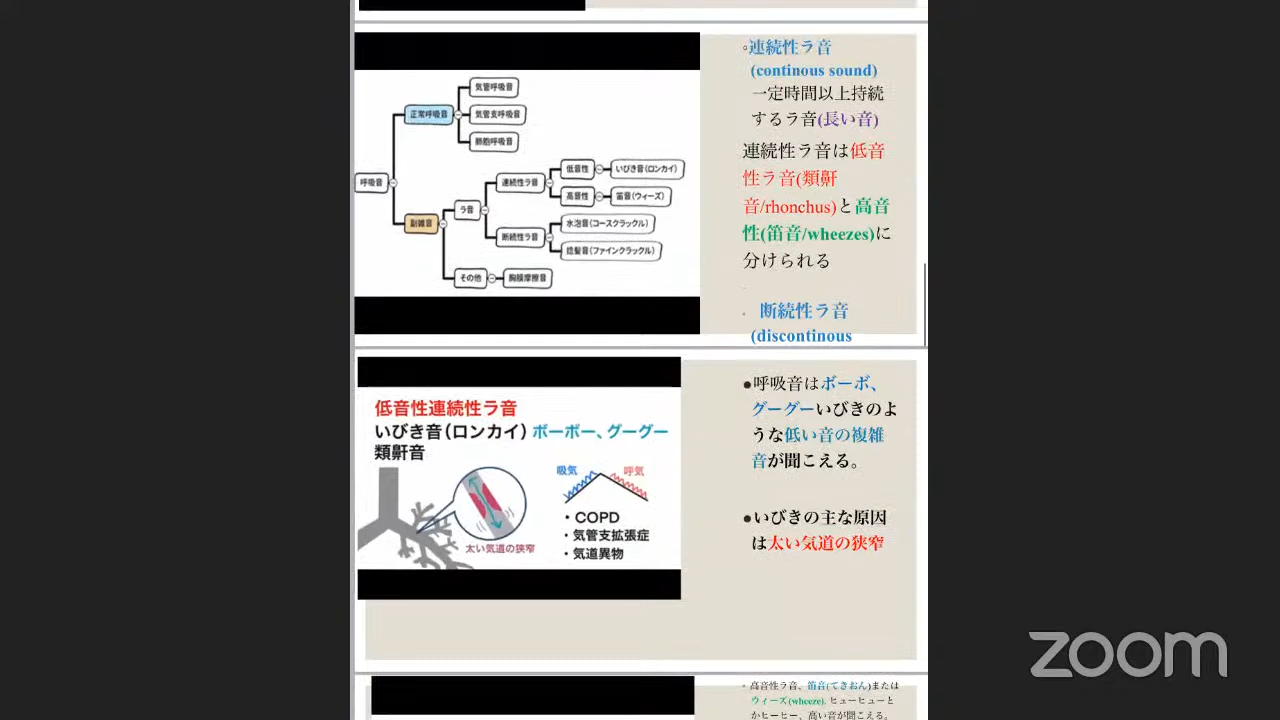 気管呼吸音
正常呼吸音
気管支呼吸音
肺胞呼吸音
呼吸音
副雑音
ラ音
連続性ラ音
低音性
いびき音(ロンカイ)
高音性
笛音(ウィーズ)
断続性ラ音
水泡音(コースクラックル)
捻髪音(ファインクラックル)
その他
胸膜摩擦音
◦連続性ラ音
(continous sound)
一定時間以上持続
するラ音(長い音)
連続性ラ音は低音
性ラ音(類鼾
音/rhonchus)と高音
性(笛音/wheezes)に
分けられる
断続性ラ音
(discontinous
低音性連続性ラ音
いびき音(ロンカイ) ボーボー、グーグー
類鼾音
吸気
呼気
太い気道の狭窄
・COPD
・気管支拡張症
・気道異物
●呼吸音はボーボ、
グーグーいびきのよ
うな低い音の複雑
音が聞こえる。
●いびきの主な原因
は太い気道の狭窄
高音性ラ音、笛音(てきおん)または
ウィーズ(wheeze). ヒューヒューと
かヒーヒー、高い音が聞こえる。
zoom